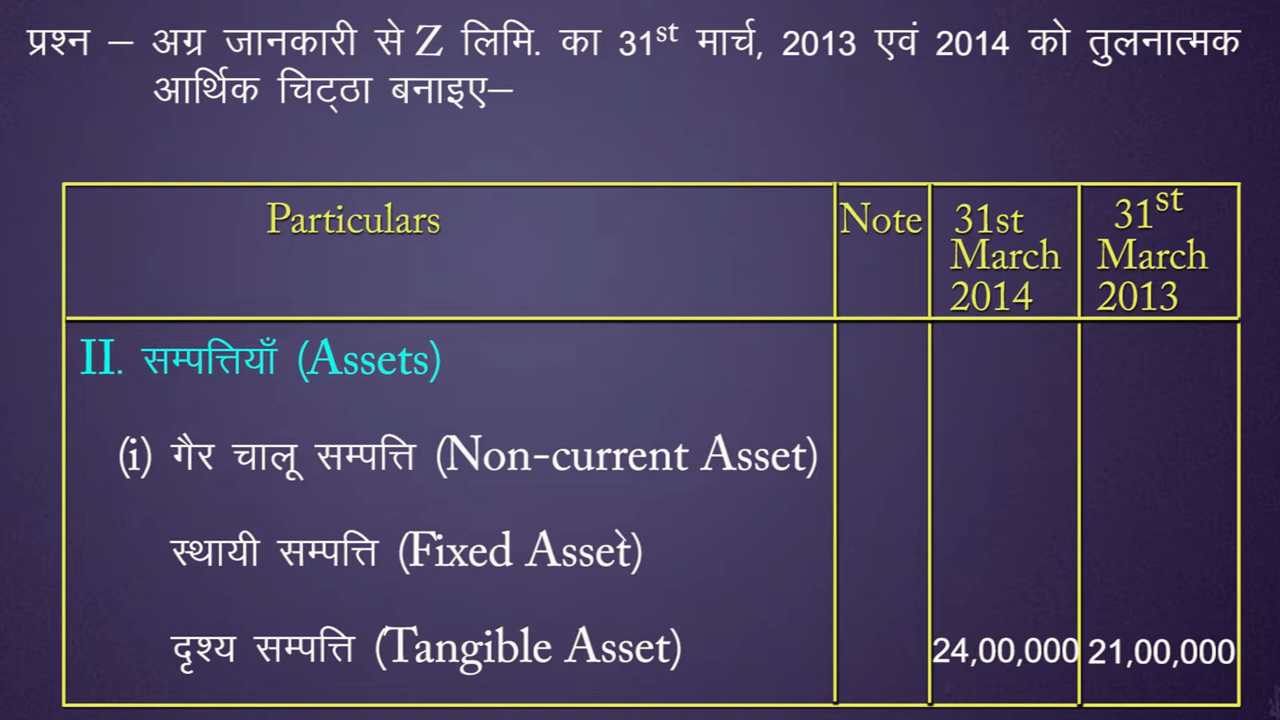 प्रश्न – अग्र जानकारी से Z लिमि. का 31st मार्च, 2013 एवं 2014 को तुलनात्मक
आर्थिक चिट्ठा बनाइए–
Particulars Note 31st March 2014 31st March 2013
II. सम्पत्तियाँ (Assets)
(i) गैर चालू सम्पत्ति (Non-current Asset)
स्थायी सम्पत्ति (Fixed Asset)
दृश्य सम्पत्ति (Tangible Asset) 24,00,000 21,00,000